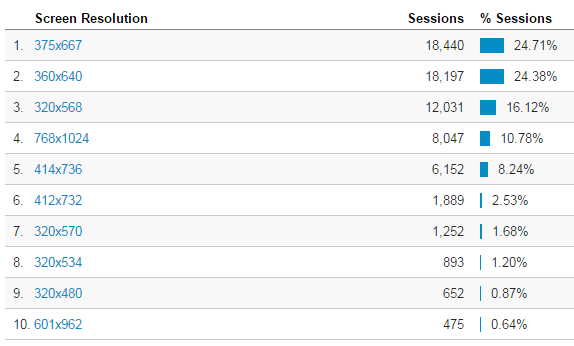 Screen Resolution Sessions % Sessions
1. 375x667 18,440 24.71%
2. 360x640 18,197 24.38%
3. 320x568 12,031 16.12%
4. 768x1024 8,047 10.78%
5. 414x736 6,152 8.24%
6. 412x732 1,889 2.53%
7. 320x570 1,252 1.68%
8. 320x534 893 1.20%
9. 320x480 652 0.87%
10. 601x962 475 0.64%